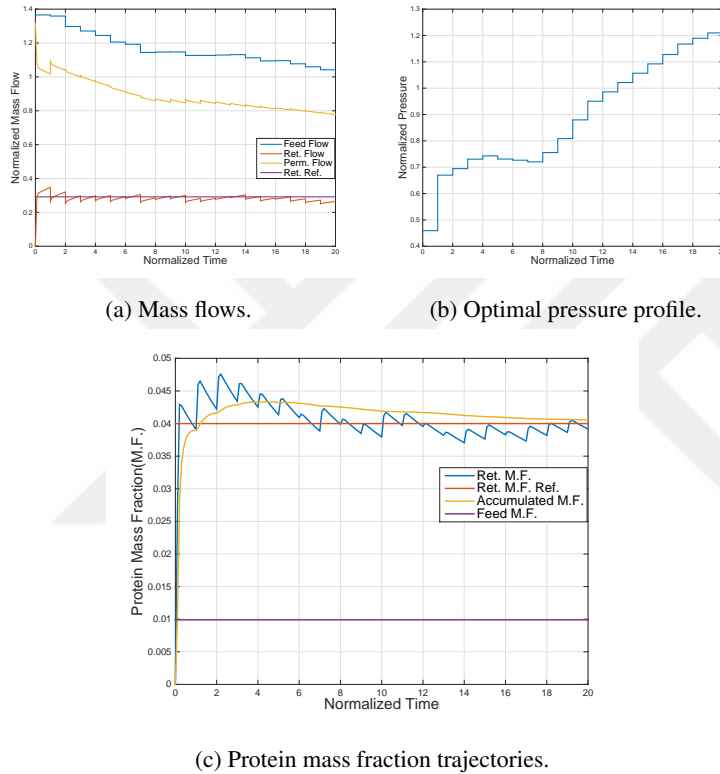 Normalized Mass Flow
1.4
1.2
1
0.8
0.6
0.4
0.2
0
Feed Flow
Ret. Flow
Perm. Flow
Ret. Ref.
0 2 4 6 8 10 12 14 16 18 20
Normalized Time
(a) Mass flows.
Normalized Pressure
1.3
1.2
1.1
1
0.9
0.8
0.7
0.6
0.5
0.4
0 2 4 6 8 10 12 14 16 18 20
Normalized Time
(b) Optimal pressure profile.
Protein Mass Fraction(M.F.)
0.05
0.045
0.04
0.035
0.03
0.025
0.02
0.015
0.01
0.005
0
Ret. M.F.
Ret. M.F. Ref.
Accumulated M.F.
Feed M.F.
0 2 4 6 8 10 12 14 16 18 20
Normalized Time
(c) Protein mass fraction trajectories.